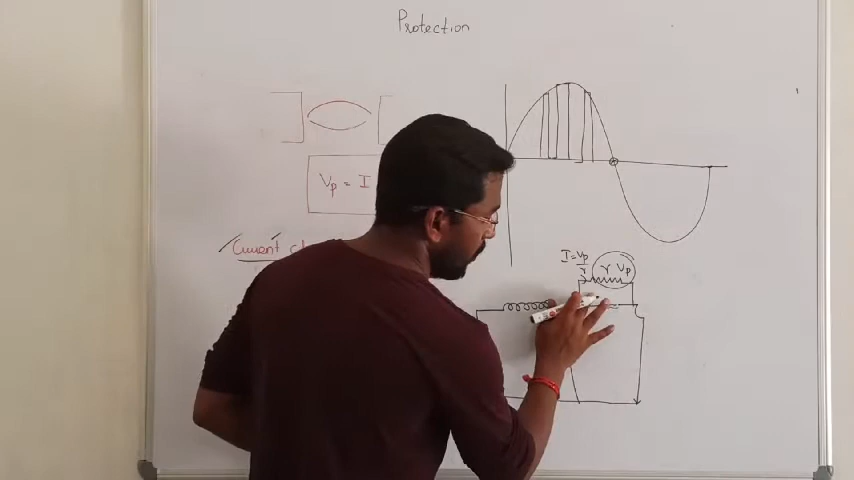 Protection
Vp = I
Current
I = Vp/r
r Vp